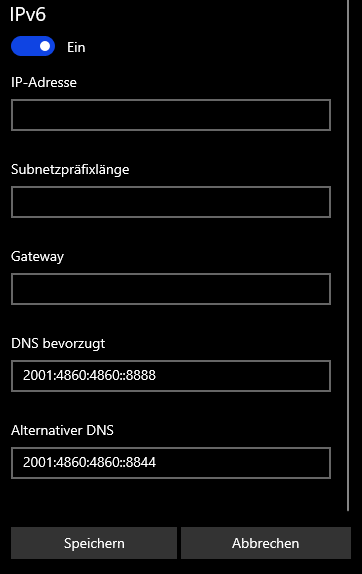 IPv6
Ein
IP-Adresse
Subnetzpräfixlänge
Gateway
DNS bevorzugt
2001:4860:4860::8888
Alternativer DNS
2001:4860:4860::8844
Speichern
Abbrechen